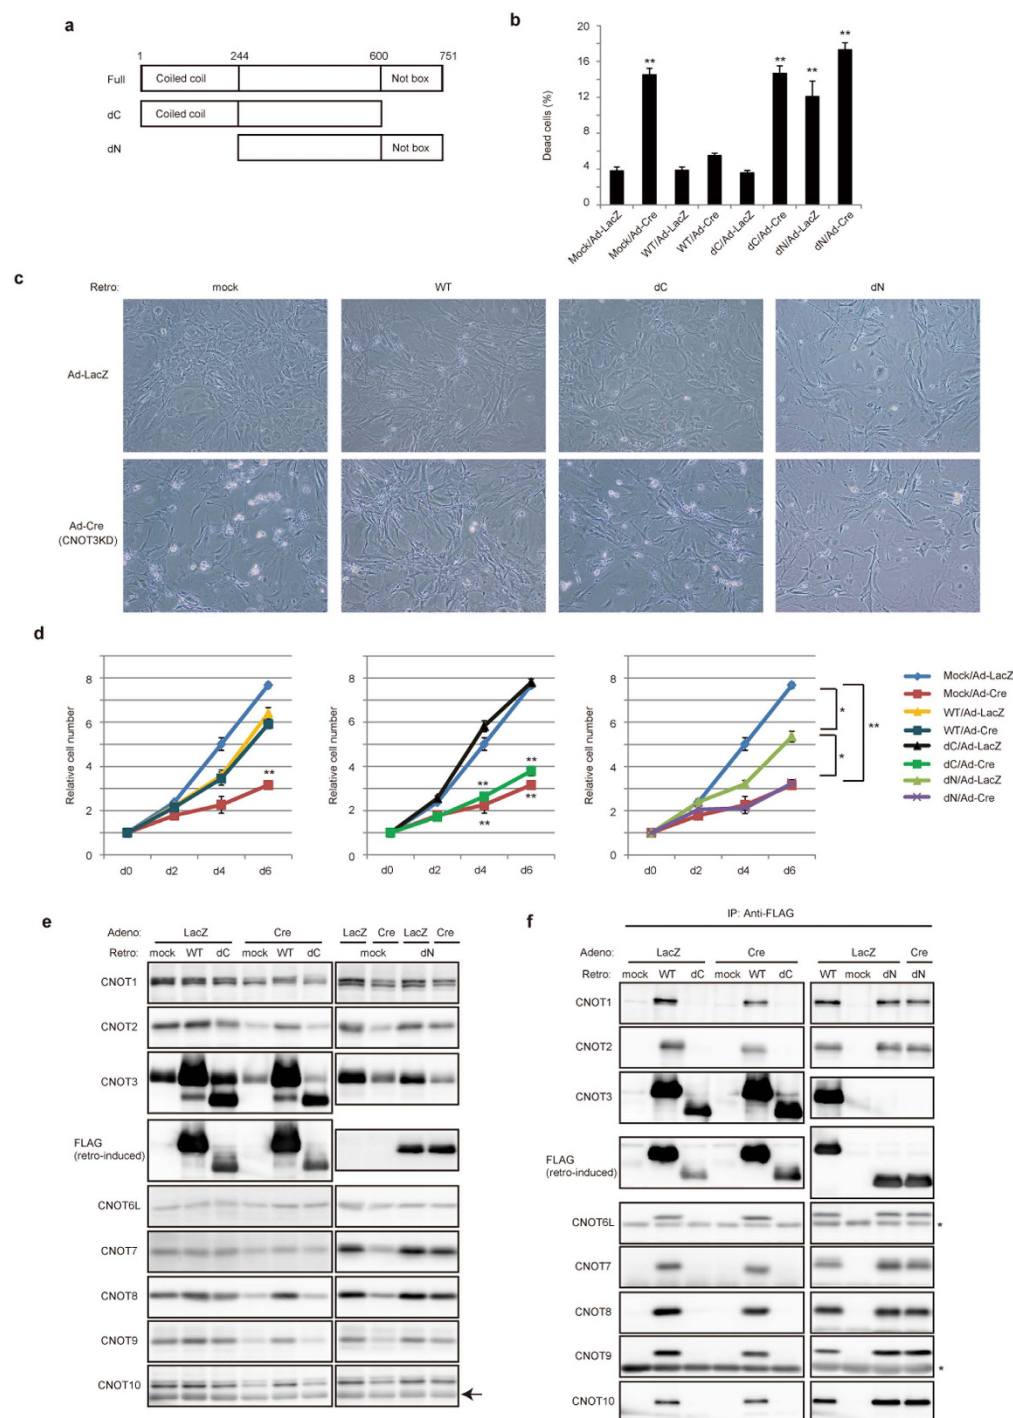 a
1 244 600 751
Full Coiled coil Not box
dC Coiled coil
dN Not box
b
Dead cells (%)
20
16
12
8
4
0
** ** ** **
Mock/Ad-LacZ
Mock/Ad-Cre
WT/Ad-LacZ
WT/Ad-Cre
dC/Ad-LacZ
dC/Ad-Cre
dN/Ad-LacZ
dN/Ad-Cre
c
Retro: mock WT dC dN
Ad-LacZ
Ad-Cre
(CNOT3KD)
d
Relative cell number
8
6
4
2
0
**
d0 d2 d4 d6
Relative cell number
8
6
4
2
0
** **
** **
d0 d2 d4 d6
Relative cell number
8
6
4
2
0
d0 d2 d4 d6
* **
*
Mock/Ad-LacZ
Mock/Ad-Cre
WT/Ad-LacZ
WT/Ad-Cre
dC/Ad-LacZ
dC/Ad-Cre
dN/Ad-LacZ
dN/Ad-Cre
e
Adeno: LacZ Cre LacZ Cre LacZ Cre
Retro: mock WT dC mock WT dC mock dN
CNOT1
CNOT2
CNOT3
FLAG
(retro-induced)
CNOT6L
CNOT7
CNOT8
CNOT9
CNOT10
f
IP: Anti-FLAG
Adeno: LacZ Cre LacZ Cre
Retro: mock WT dC mock WT dC WT mock dN dN
CNOT1
CNOT2
CNOT3
FLAG
(retro-induced)
CNOT6L *
CNOT7
CNOT8
CNOT9
*
CNOT10